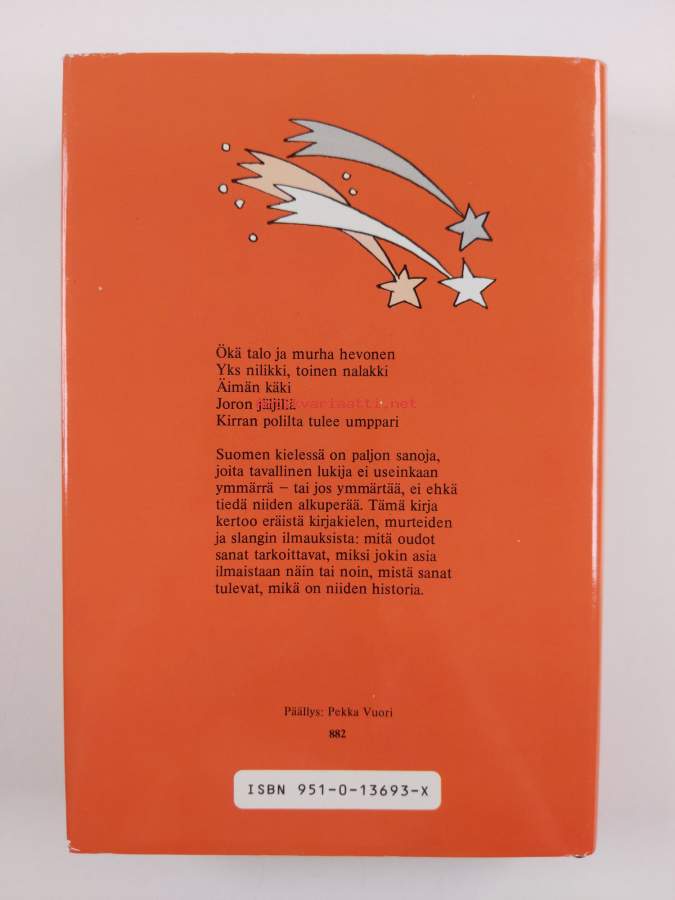 Ökä talo ja murha hevonen
Yks nilikki, toinen nalakki
Äimän käki
Joron jäljillä
Kirran polilta tulee umppari
Suomen kielessä on paljon sanoja,
joita tavallinen lukija ei useinkaan
ymmärrä – tai jos ymmärtää, ei ehkä
tiedä niiden alkuperää. Tämä kirja
kertoo eräistä kirjakielen, murteiden
ja slangin ilmauksista: mitä oudot
sanat tarkoittavat, miksi jokin asia
ilmaistaan näin tai noin, mistä sanat
tulevat, mikä on niiden historia.
Päällys: Pekka Vuori
882
ISBN 951-0-13693-X